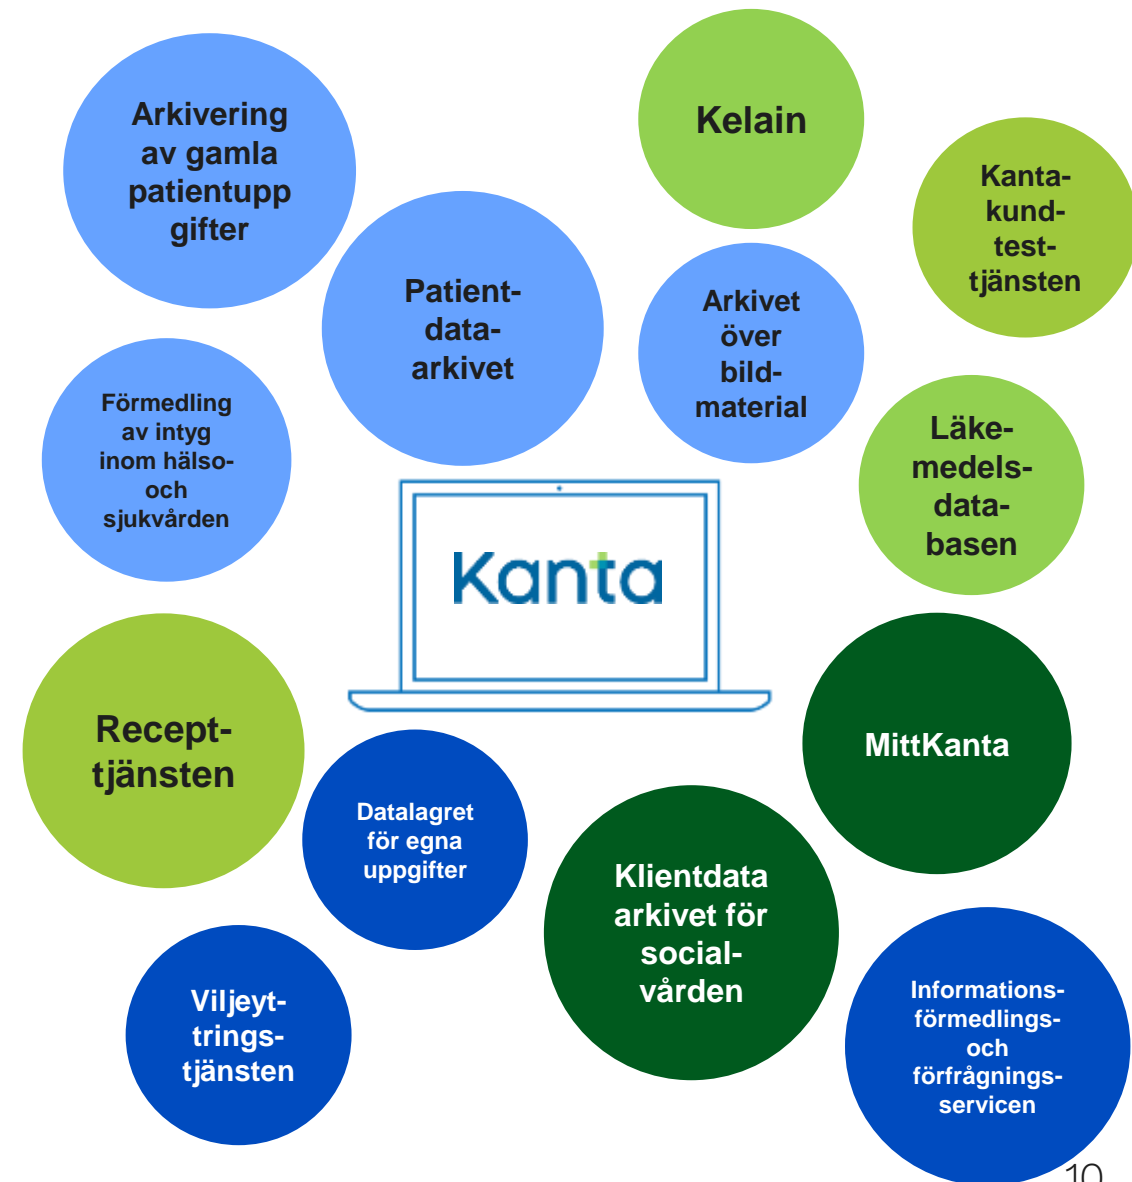 Arkivering
av gamla
patientupp
gifter
Kelain
Kanta-
kund-
test-
tjänsten
Patient-
data-
arkivet
Arkivet
över
bild-
material
Förmedling
av intyg
inom hälso-
och
sjukvården
Läke-
medels-
data-
basen
Kanta
Recept-
tjänsten
MittKanta
Datalagret
för egna
uppgifter
Klientdata
arkivet för
social-
vården
Viljeyt-
trings-
tjänsten
Informations-
förmedlings-
och
förfrågnings-
servicen
10